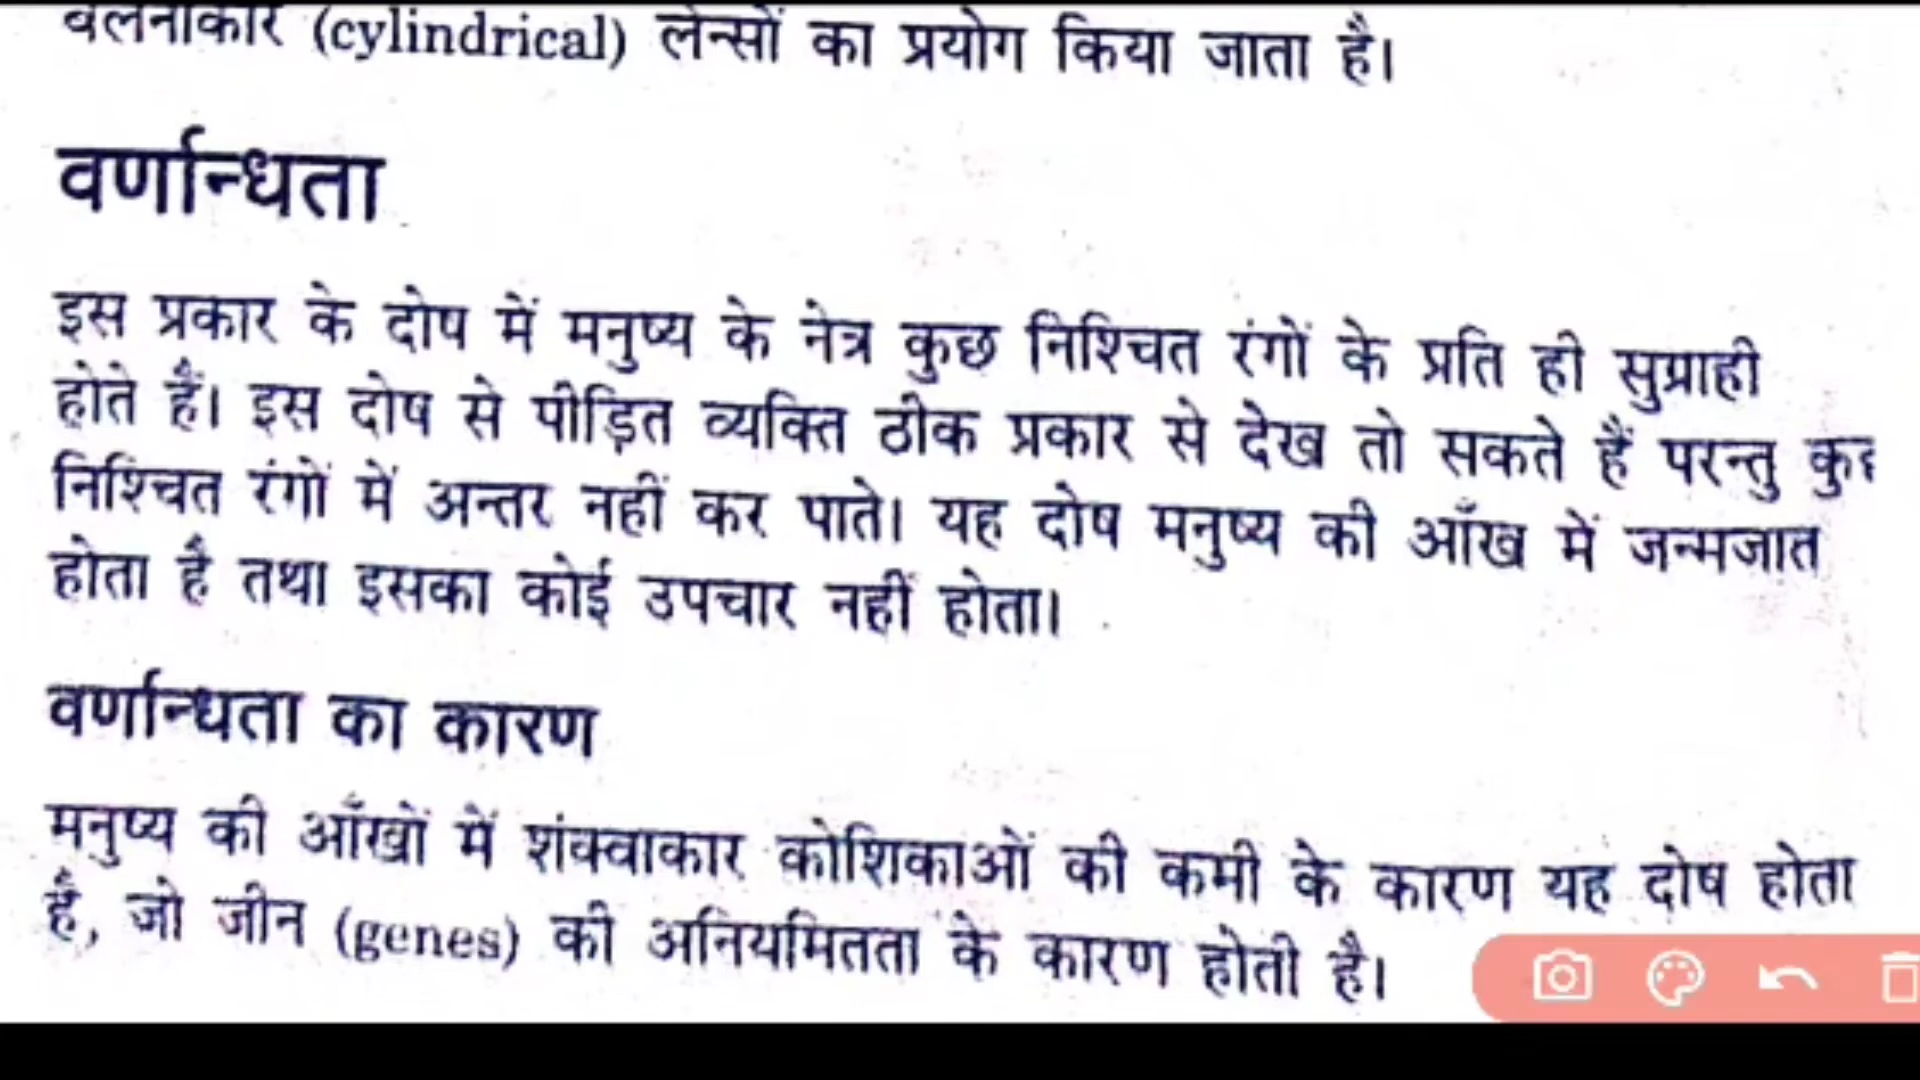 वलनाकार (cylindrical) लेन्सों का प्रयोग किया जाता है।
वर्णान्धता
इस प्रकार के दोष में मनुष्य के नेत्र कुछ निश्चित रंगों के प्रति ही सुग्राही
होते हैं। इस दोष से पीड़ित व्यक्ति ठीक प्रकार से देख तो सकते हैं परन्तु
निश्चित रंगों में अन्तर नहीं कर पाते। यह दोष मनुष्य की आँख में जन्मजात
होता है तथा इसका कोई उपचार नहीं होता।
वर्णान्धता का कारण
मनुष्य की आँखों में शंक्वाकार कोशिकाओं की कमी के कारण यह दोष होता
है, जो जीन (genes) की अनियमितता के कारण होती है।